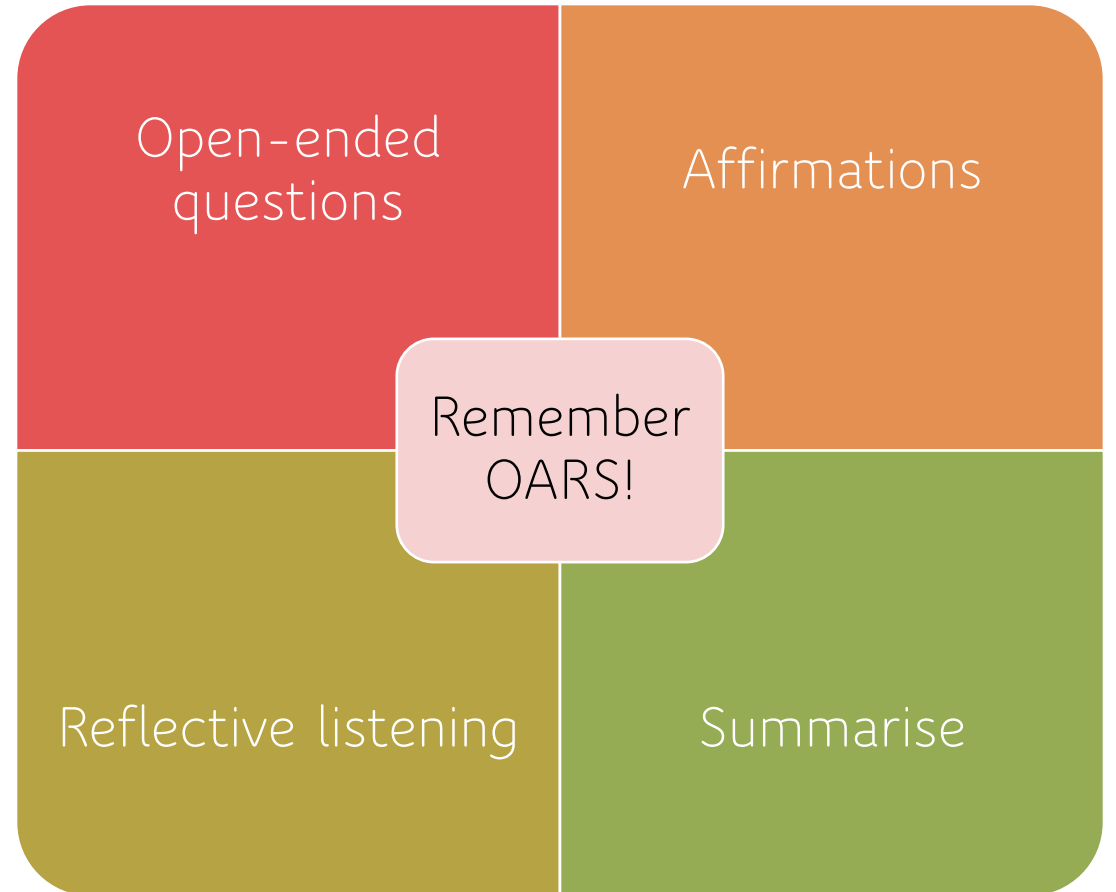 Open-ended
questions
Affirmations
Remember
OARS!
Reflective listening
Summarise